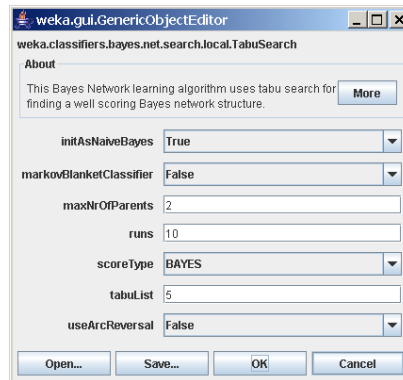 weka.gui.GenericObjectEditor
weka.classifiers.bayes.net.search.local.TabuSearch
About
This Bayes Network learning algorithm uses tabu search for
finding a well scoring Bayes network structure.
More
initAsNaiveBayes True
markovBlanketClassifier False
maxNrOfParents 2
runs 10
scoreType BAYES
tabuList 5
useArcReversal False
Open... Save... OK Cancel